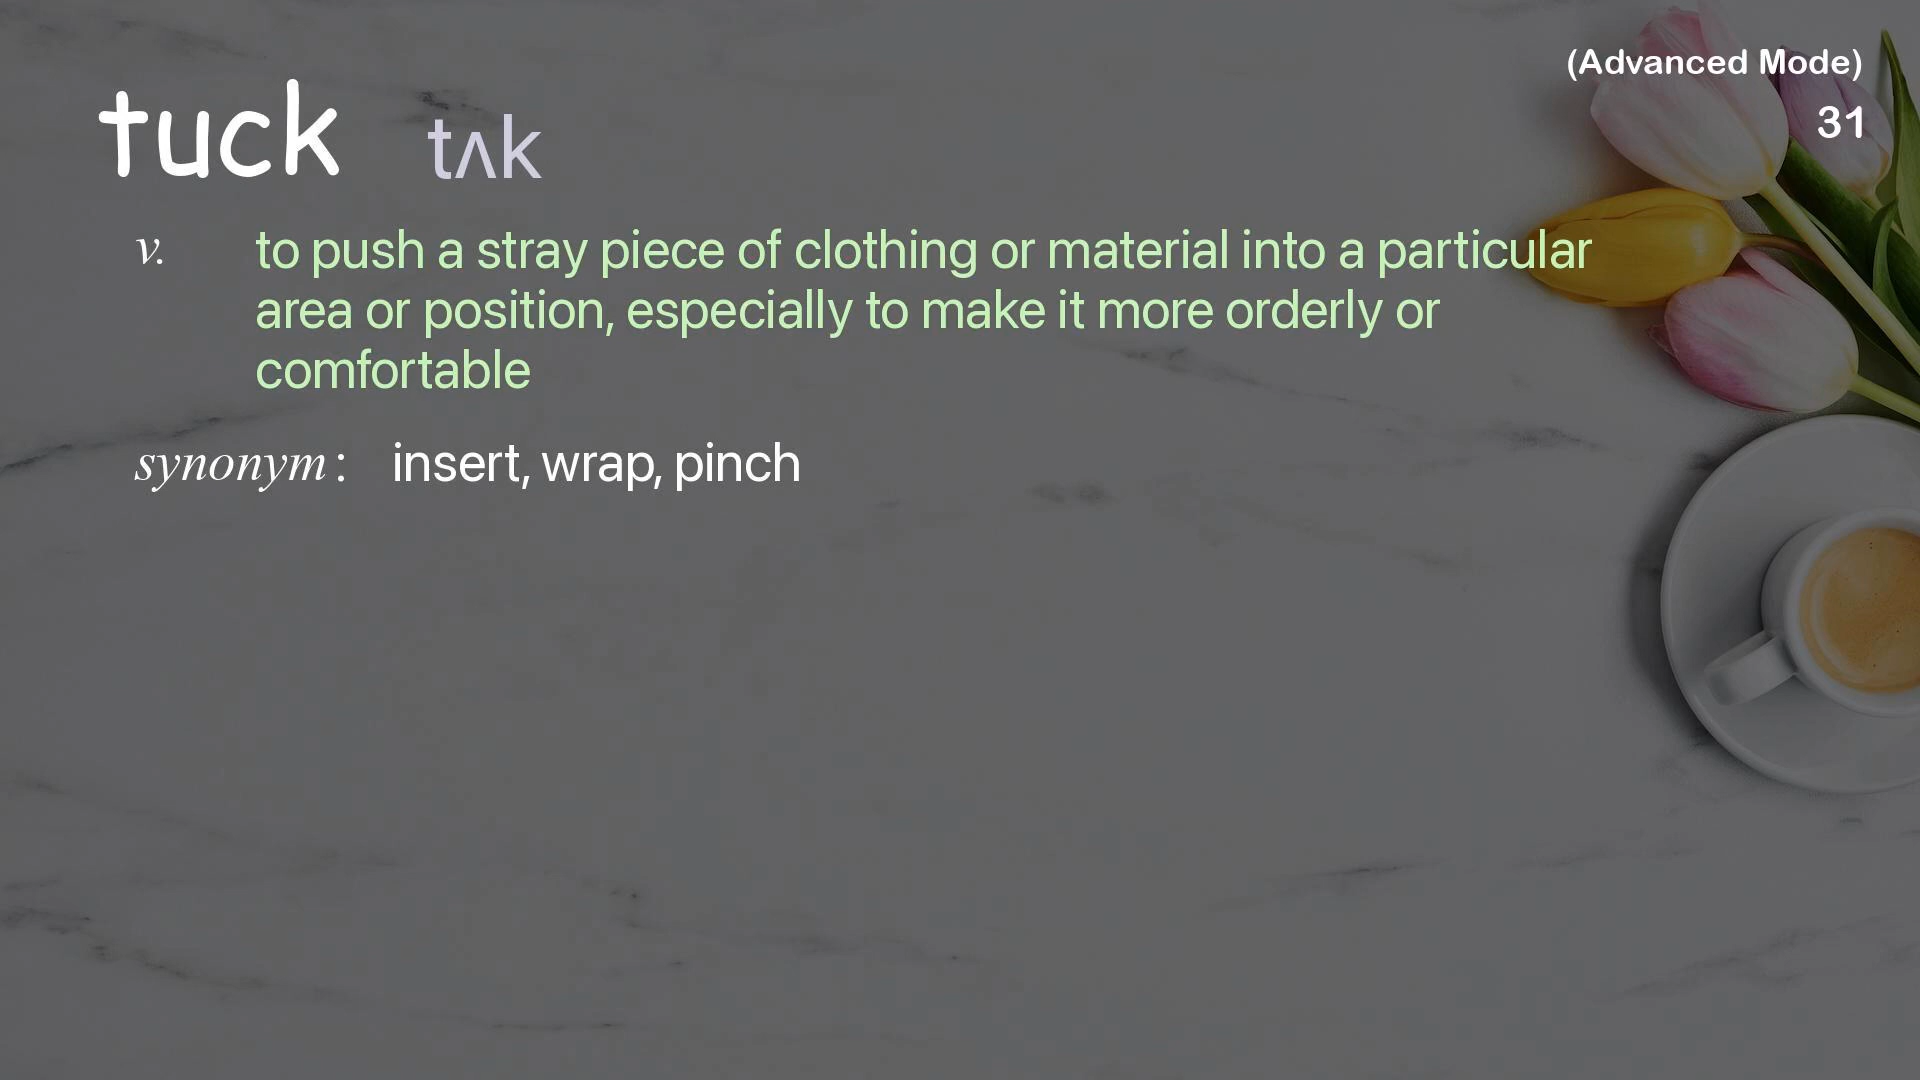 (Advanced Mode)
31
tuck tʌk
v. to push a stray piece of clothing or material into a particular
area or position, especially to make it more orderly or
comfortable
synonym: insert, wrap, pinch